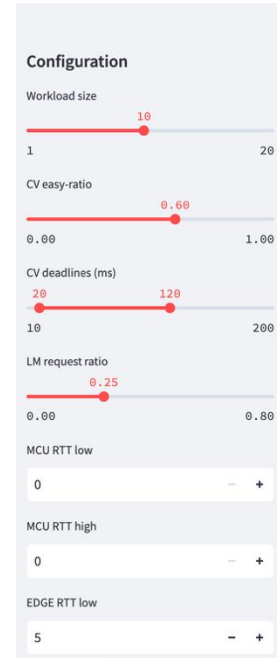 Configuration
Workload size
10
1 20
CV easy-ratio
0.60
0.00 1.00
CV deadlines (ms)
20 120
10 200
LM request ratio
0.25
0.00 0.80
MCU RTT low
0 − +
MCU RTT high
0 − +
EDGE RTT low
5 − +